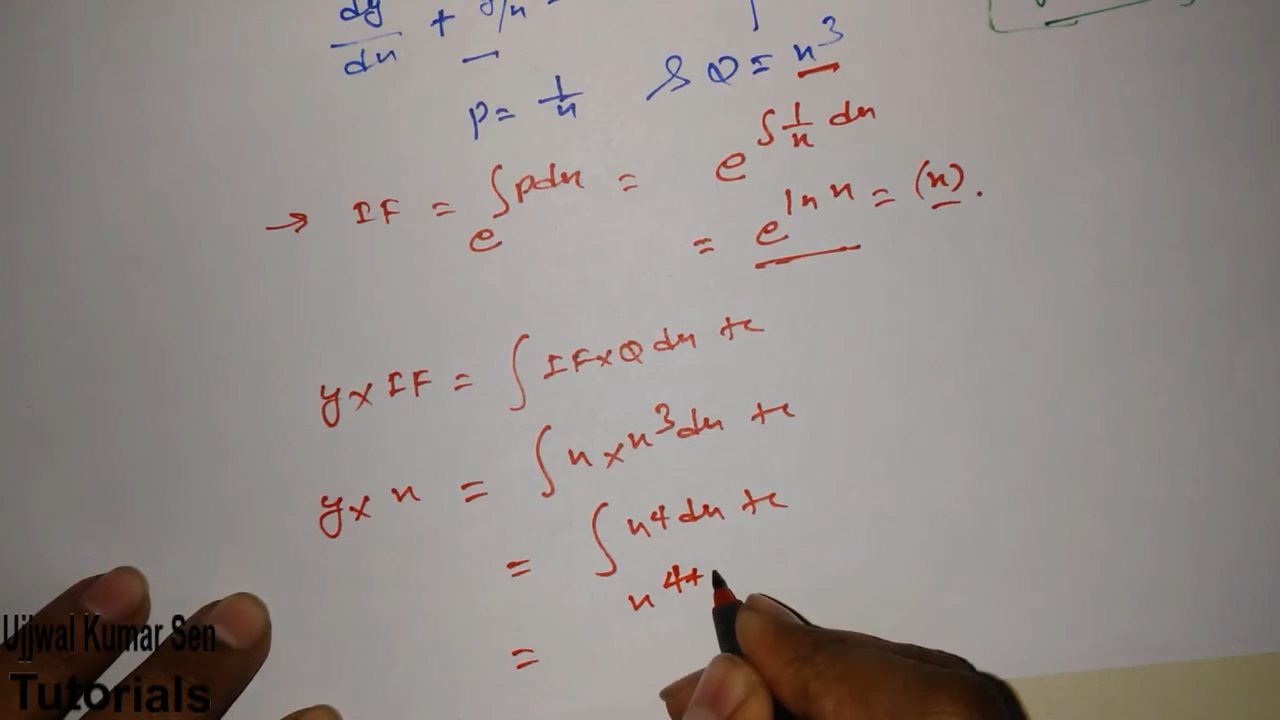 dy/dx +
P = 1/x & Q = x³
→ IF = e^∫pdx = e^∫1/x dx
= e^ln x = (x).
y × IF = ∫ IF × Q dx + c
y × x = ∫ x × x³ dx + c
= ∫ x⁴ dx + c
= x⁴⁺
Ujjwal Kumar Sen
Tutorials